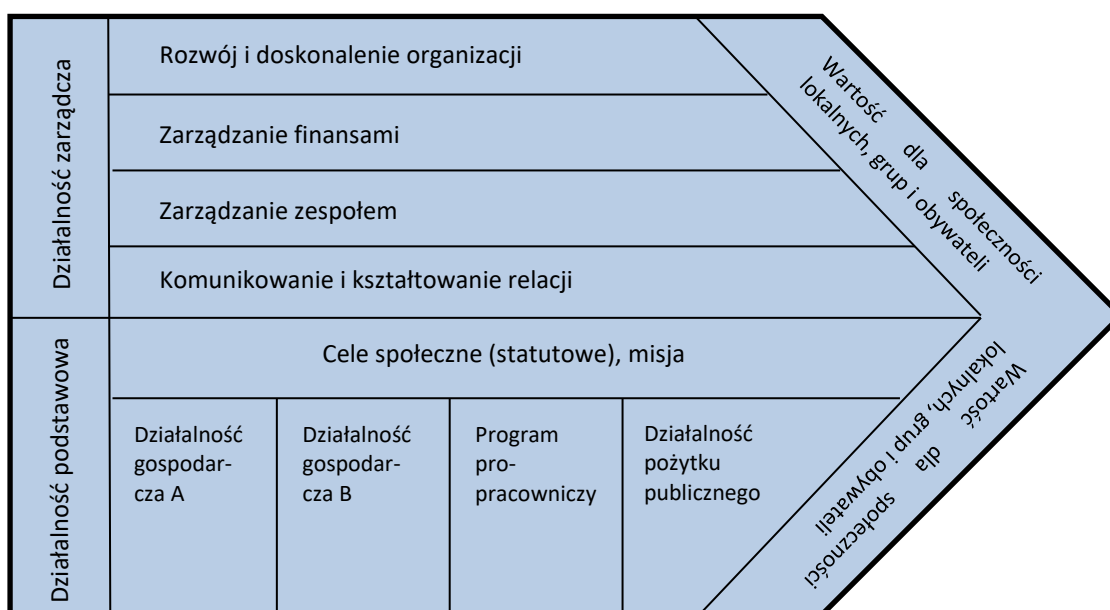 Działalność zarządcza
Rozwój i doskonalenie organizacji
Zarządzanie finansami
Zarządzanie zespołem
Komunikowanie i kształtowanie relacji
Wartość dla społeczności
lokalnych, grup i obywateli
Działalność podstawowa
Cele społeczne (statutowe), misja
Działalność
gospodar-
cza A
Działalność
gospodar-
cza B
Program
pro-
pracowniczy
Działalność
pożytku
publicznego
Wartość dla społeczności
lokalnych, grup i obywateli